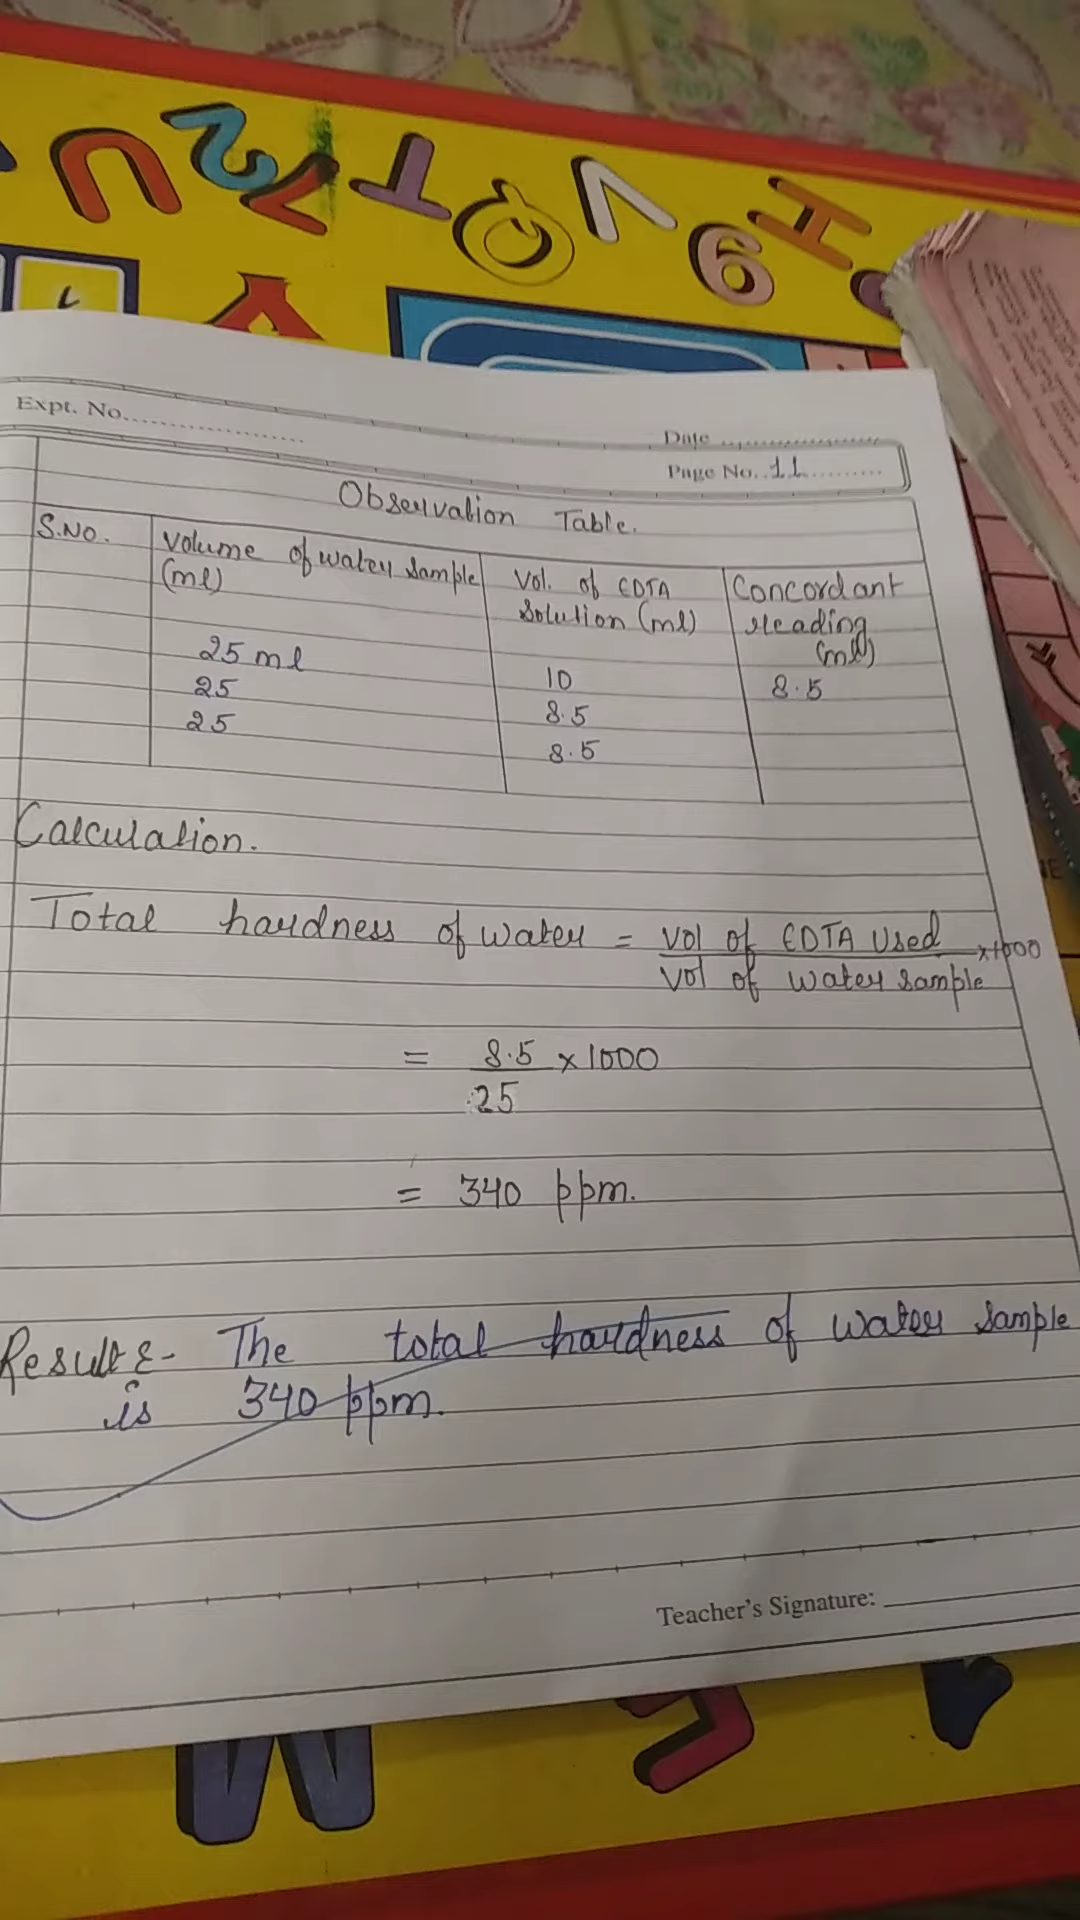 U 2 7 T Q V 9 H
Expt. No.
Date
Page No. 11
Observation Table.
S.No. Volume of water sample (ml) Vol. of EDTA Solution (ml) Concordant reading (ml)
25 ml 10 8.5
25 8.5
25 8.5
Calculation.
Total hardness of water = Vol of EDTA Used / Vol of water sample ×1000
= 8.5 / 25 × 1000
= 340 ppm.
Result :- The total hardness of water sample
is 340 ppm.
Teacher's Signature: